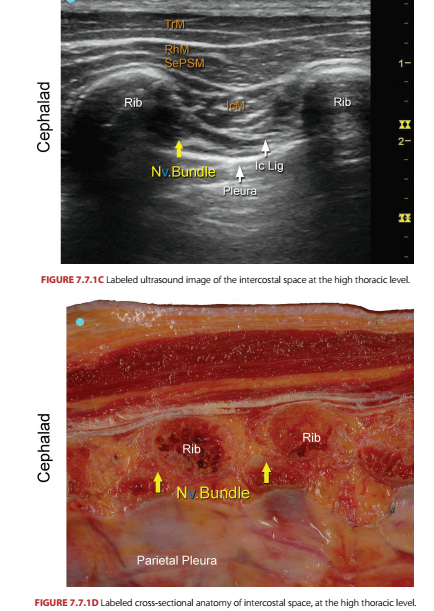 TrM
RhM
SePSM
Rib
IcM
Rib
Cephalad
1
2
Nv.Bundle
Ic Lig
Pleura
FIGURE 7.7.1C Labeled ultrasound image of the intercostal space at the high thoracic level.
Cephalad
Rib
Rib
Nv.Bundle
Parietal Pleura
FIGURE 7.7.1D Labeled cross-sectional anatomy of intercostal space, at the high thoracic level.